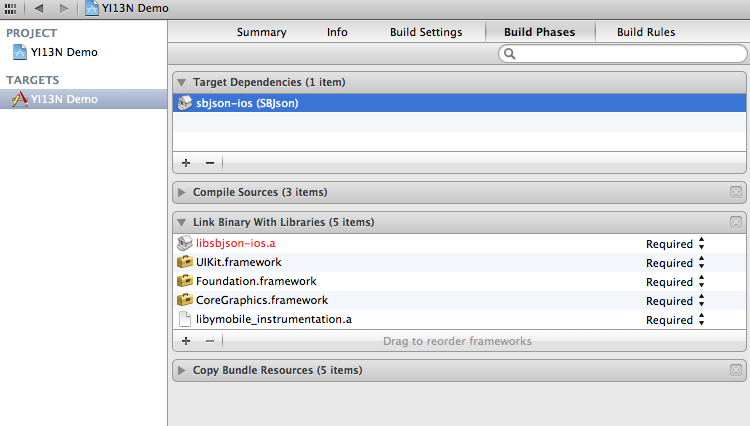 YI13N Demo
PROJECT
YI13N Demo
TARGETS
YI13N Demo
Summary Info Build Settings Build Phases Build Rules
Target Dependencies (1 item)
sbjson-ios (SBJson)
Compile Sources (3 items)
Link Binary With Libraries (5 items)
libsbjson-ios.a Required
UIKit.framework Required
Foundation.framework Required
CoreGraphics.framework Required
libymobile_instrumentation.a Required
Drag to reorder frameworks
Copy Bundle Resources (5 items)